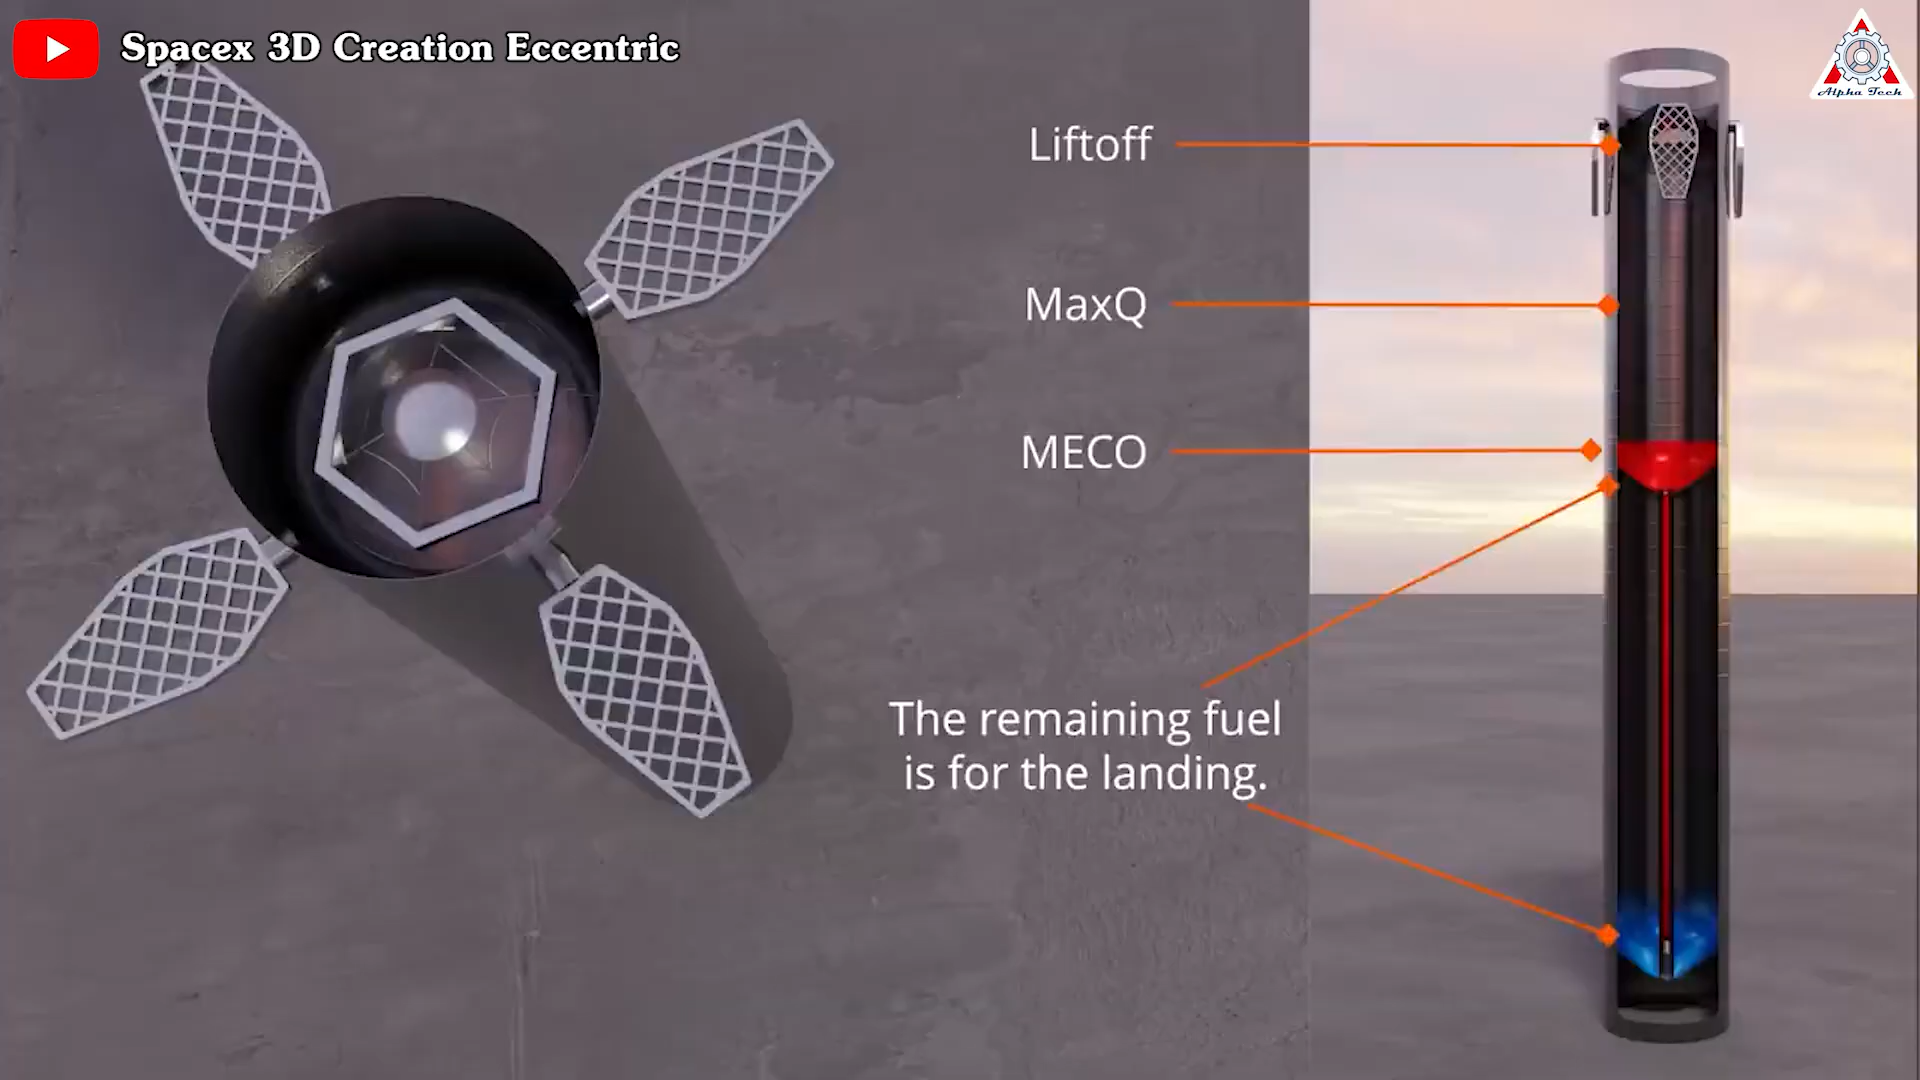 Spacex 3D Creation Eccentric
Alpha Tech
Liftoff
MaxQ
MECO
The remaining fuel
is for the landing.